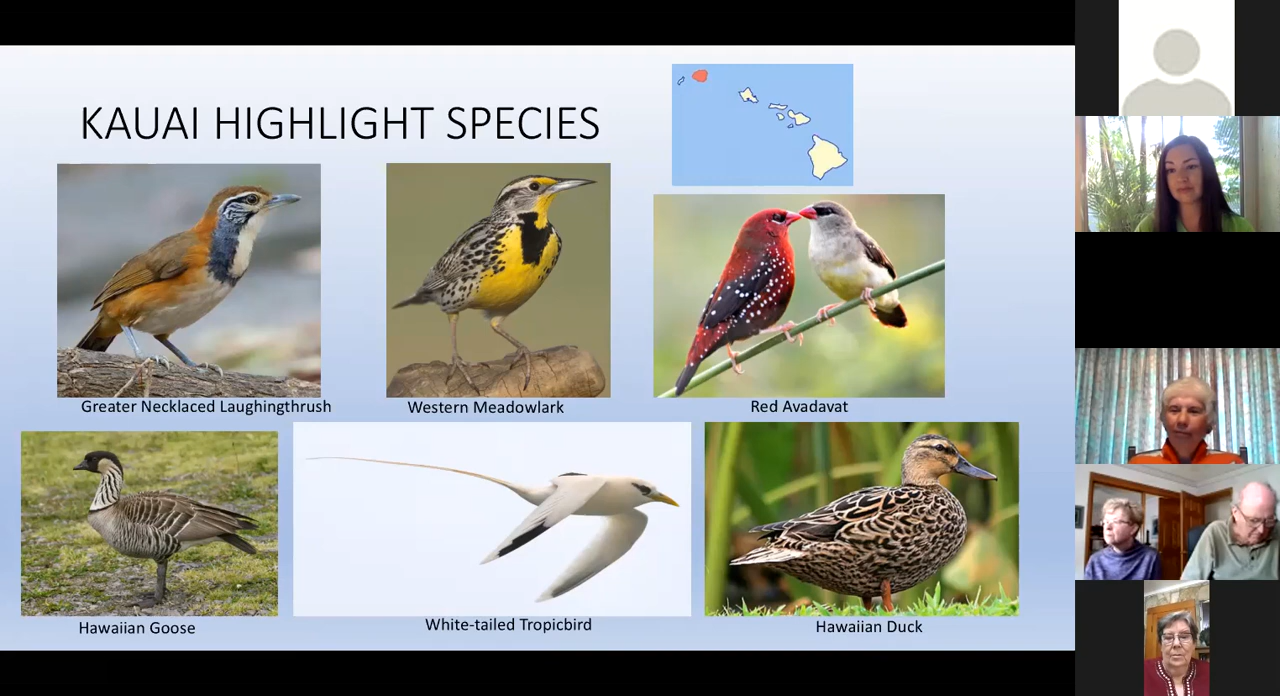 KAUAI HIGHLIGHT SPECIES
Greater Necklaced Laughingthrush
Western Meadowlark
Red Avadavat
Hawaiian Goose
White-tailed Tropicbird
Hawaiian Duck